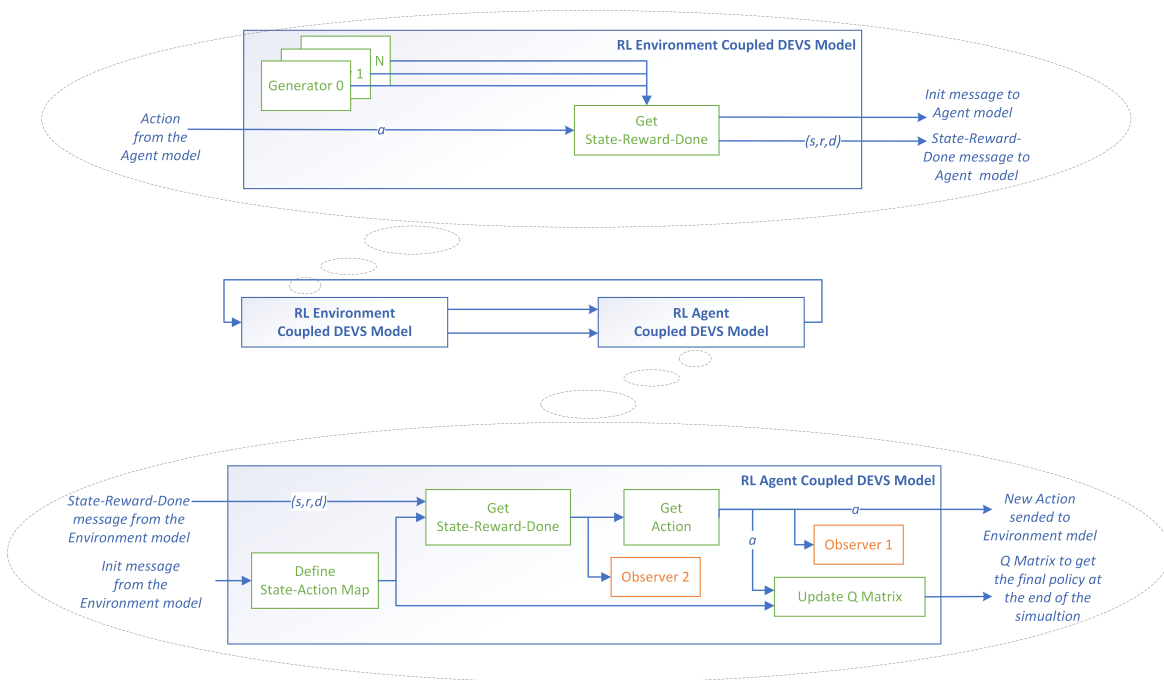 RL Environment Coupled DEVS Model
N
1
Generator 0
Action
from the
Agent model
a
Get
State-Reward-Done
(s,r,d)
Init message to
Agent model
State-Reward-
Done message to
Agent model
RL Environment
Coupled DEVS Model
RL Agent
Coupled DEVS Model
RL Agent Coupled DEVS Model
State-Reward-Done
message from the
Environment model
(s,r,d)
Get
State-Reward-Done
Get
Action
a
a
New Action
sended to
Environment mdel
Observer 1
Observer 2
Init message
from the
Environment model
Define
State-Action Map
Update Q Matrix
Q Matrix to get
the final policy at
the end of the
simualtion